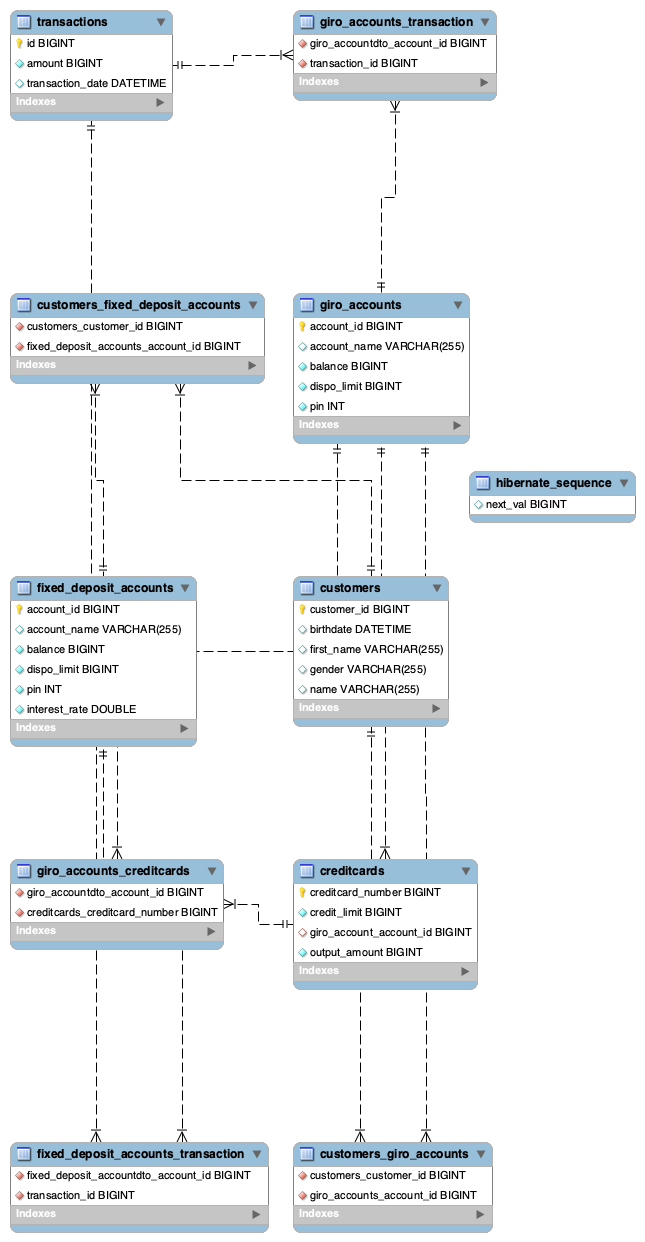 transactions
id BIGINT
amount BIGINT
transaction_date DATETIME
Indexes
giro_accounts_transaction
giro_accountdto_account_id BIGINT
transaction_id BIGINT
Indexes
customers_fixed_deposit_accounts
customers_customer_id BIGINT
fixed_deposit_accounts_account_id BIGINT
Indexes
giro_accounts
account_id BIGINT
account_name VARCHAR(255)
balance BIGINT
dispo_limit BIGINT
pin INT
Indexes
hibernate_sequence
next_val BIGINT
fixed_deposit_accounts
account_id BIGINT
account_name VARCHAR(255)
balance BIGINT
dispo_limit BIGINT
pin INT
interest_rate DOUBLE
Indexes
customers
customer_id BIGINT
birthdate DATETIME
first_name VARCHAR(255)
gender VARCHAR(255)
name VARCHAR(255)
Indexes
giro_accounts_creditcards
giro_accountdto_account_id BIGINT
creditcards_creditcard_number BIGINT
Indexes
creditcards
creditcard_number BIGINT
credit_limit BIGINT
giro_account_account_id BIGINT
output_amount BIGINT
Indexes
fixed_deposit_accounts_transaction
fixed_deposit_accountdto_account_id BIGINT
transaction_id BIGINT
Indexes
customers_giro_accounts
customers_customer_id BIGINT
giro_accounts_account_id BIGINT
Indexes